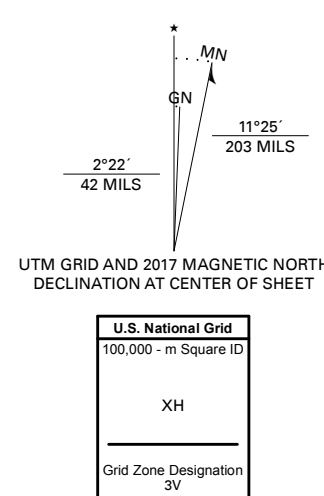 ★
MN
GN
11°25´
203 MILS
2°22´
42 MILS
UTM GRID AND 2017 MAGNETIC NORTH
DECLINATION AT CENTER OF SHEET
U.S. National Grid
100,000 - m Square ID
XH
Grid Zone Designation
3V